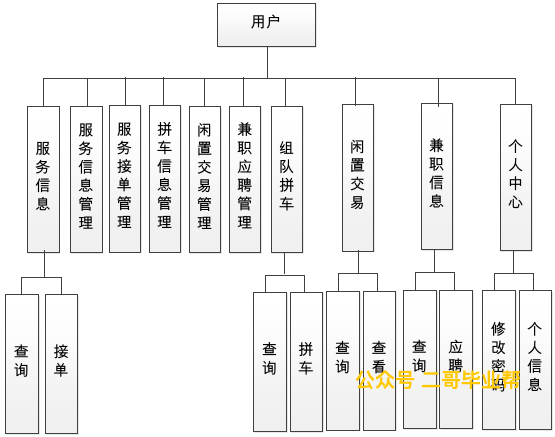 用户
服务信息
服务信息管理
服务接单管理
拼车信息管理
闲置交易管理
兼职应聘管理
组队拼车
闲置交易
兼职信息
个人中心
查询
接单
查询
拼车
查询
查看
查询
应聘
修改密码
个人信息
公众号 二哥毕业帮